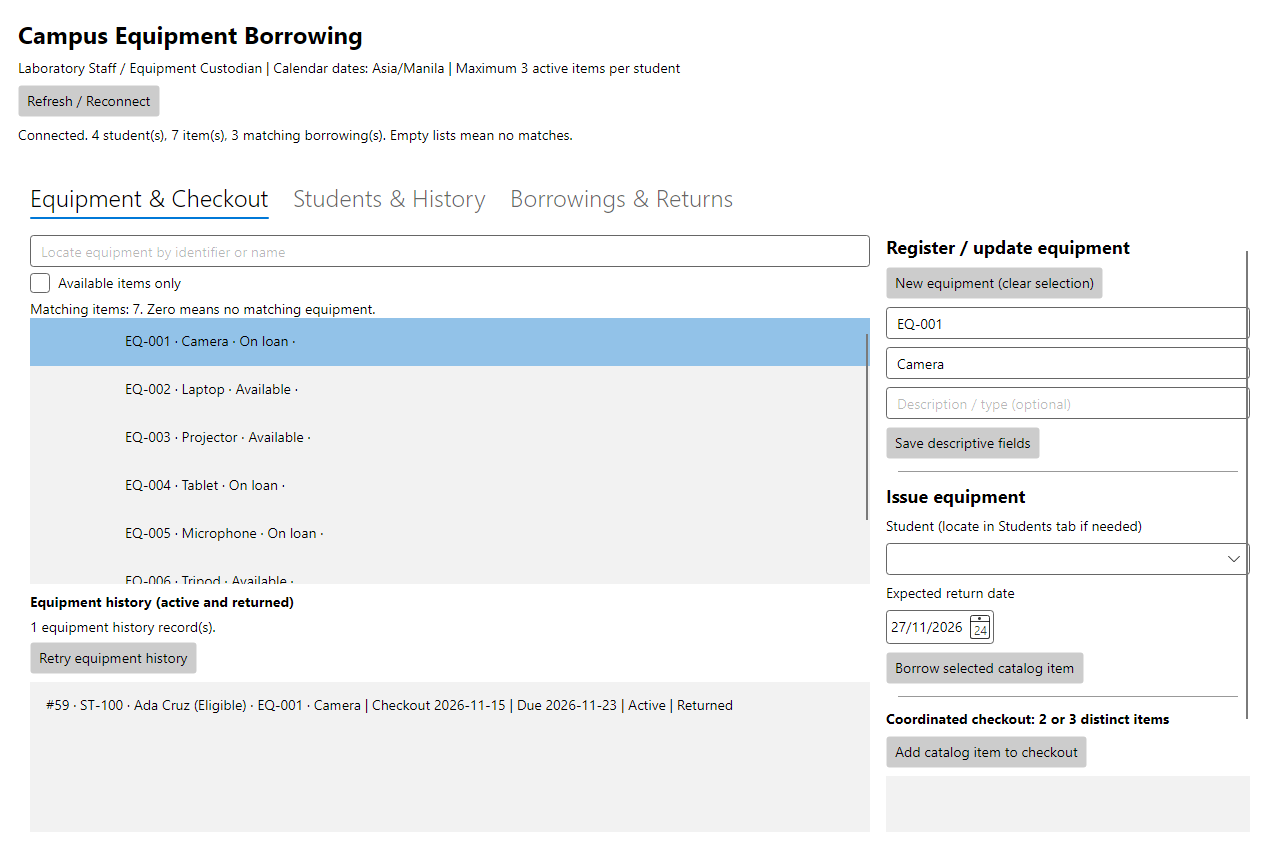 Campus Equipment Borrowing
Laboratory Staff / Equipment Custodian | Calendar dates: Asia/Manila | Maximum 3 active items per student
Refresh / Reconnect
Connected. 4 student(s), 7 item(s), 3 matching borrowing(s). Empty lists mean no matches.
Equipment & Checkout
Students & History
Borrowings & Returns
Locate equipment by identifier or name
Available items only
Matching items: 7. Zero means no matching equipment.
EQ-001 · Camera · On loan ·
EQ-002 · Laptop · Available ·
EQ-003 · Projector · Available ·
EQ-004 · Tablet · On loan ·
EQ-005 · Microphone · On loan ·
EQ-006 · Tripod · Available ·
Equipment history (active and returned)
1 equipment history record(s).
Retry equipment history
#59 · ST-100 · Ada Cruz (Eligible) · EQ-001 · Camera | Checkout 2026-11-15 | Due 2026-11-23 | Active | Returned
Register / update equipment
New equipment (clear selection)
EQ-001
Camera
Description / type (optional)
Save descriptive fields
Issue equipment
Student (locate in Students tab if needed)
Expected return date
27/11/2026
24
Borrow selected catalog item
Coordinated checkout: 2 or 3 distinct items
Add catalog item to checkout